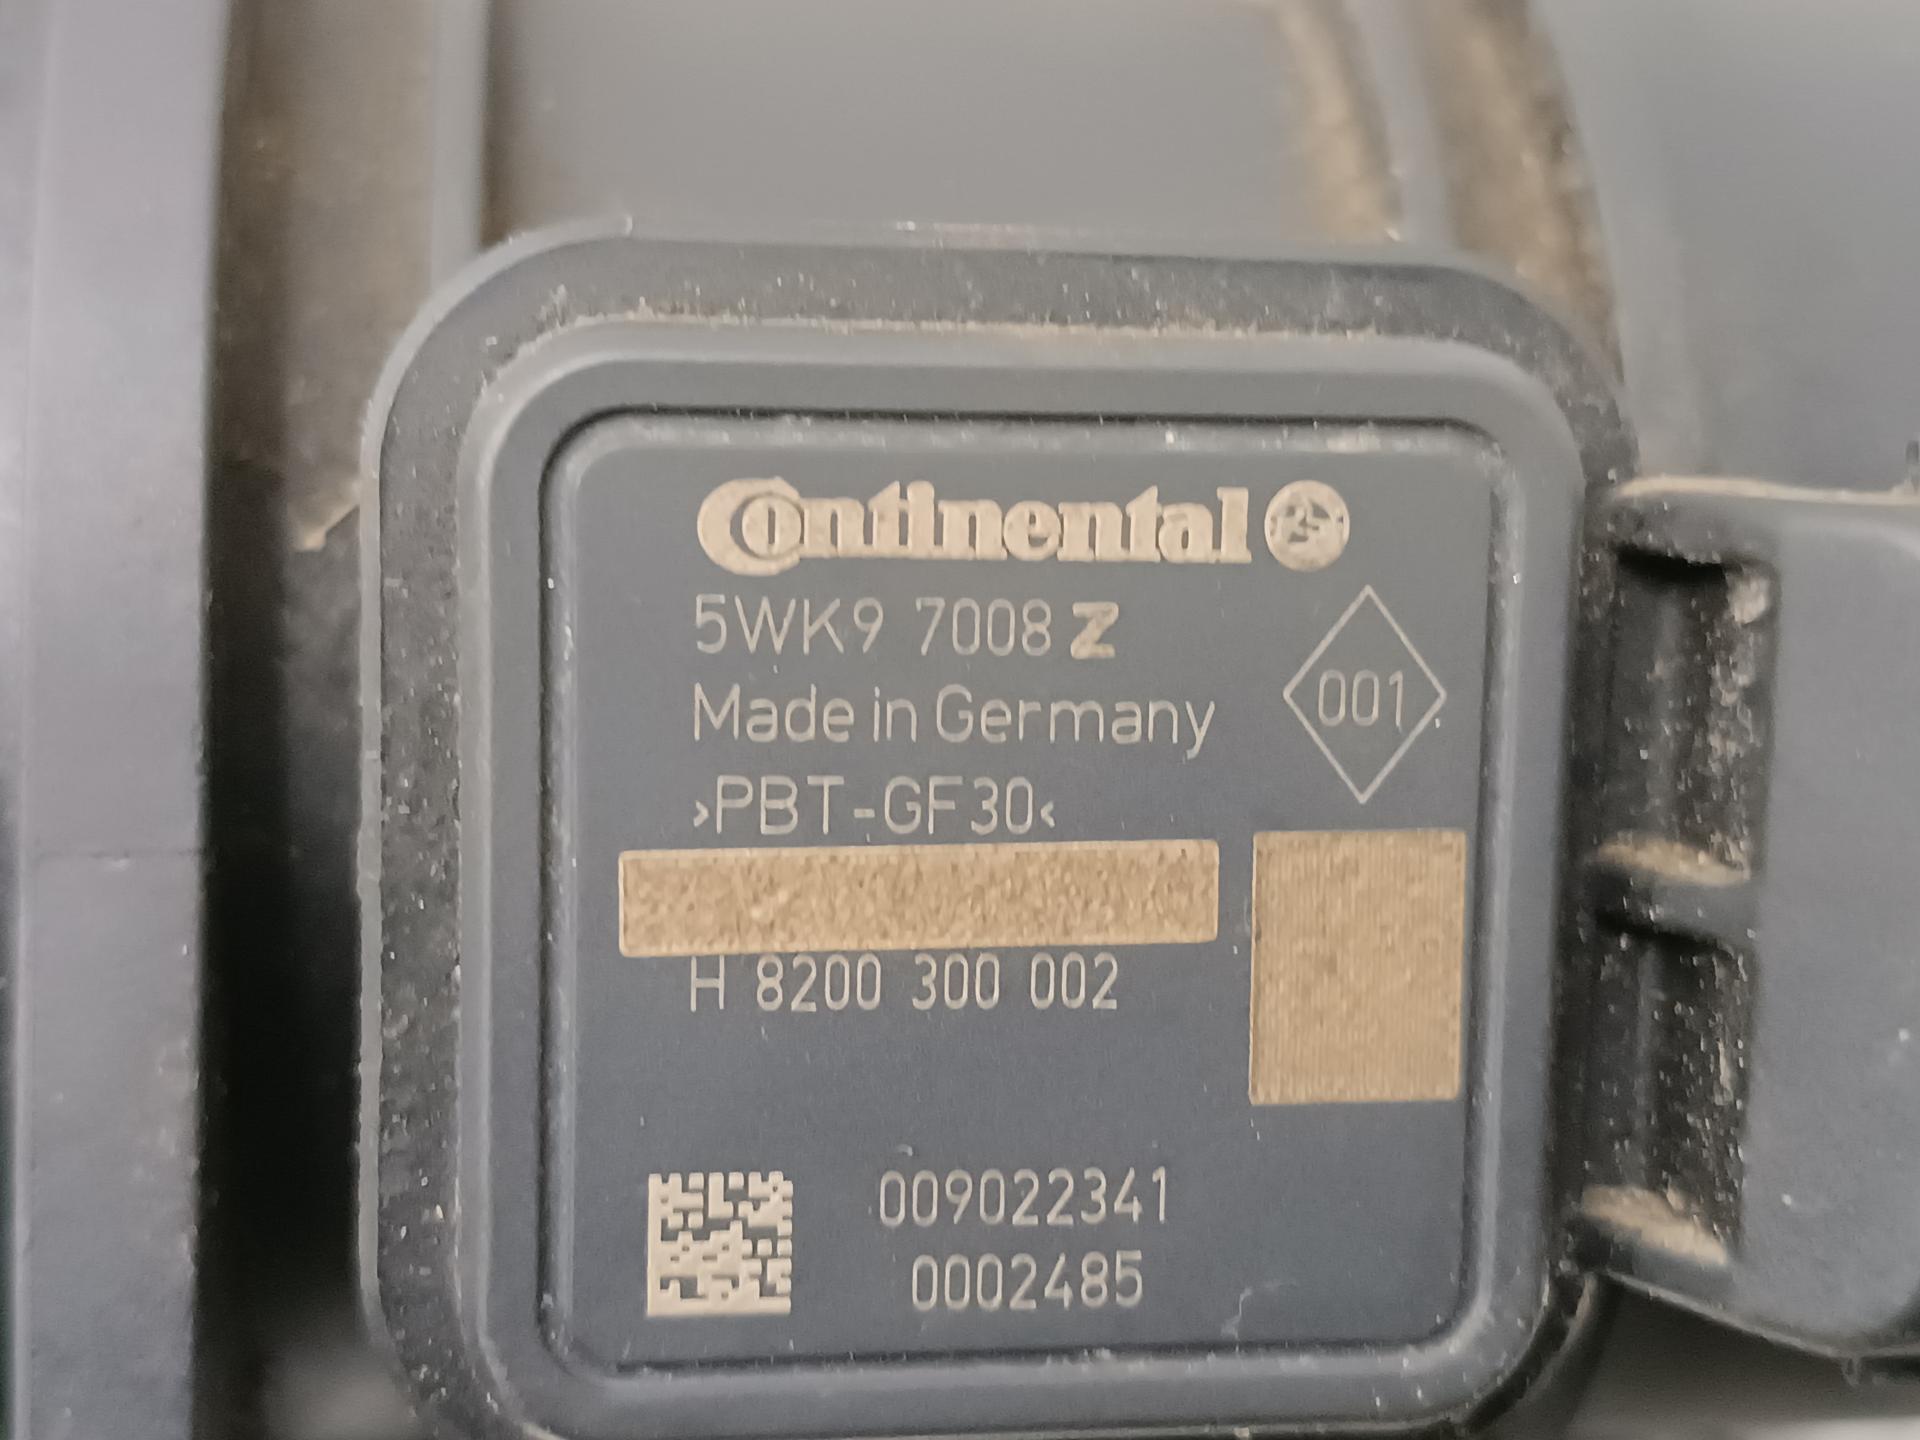 Continental
5WK9 7008 Z
Made in Germany
001
>PBT-GF30<
H 8200 300 002
009022341
0002485